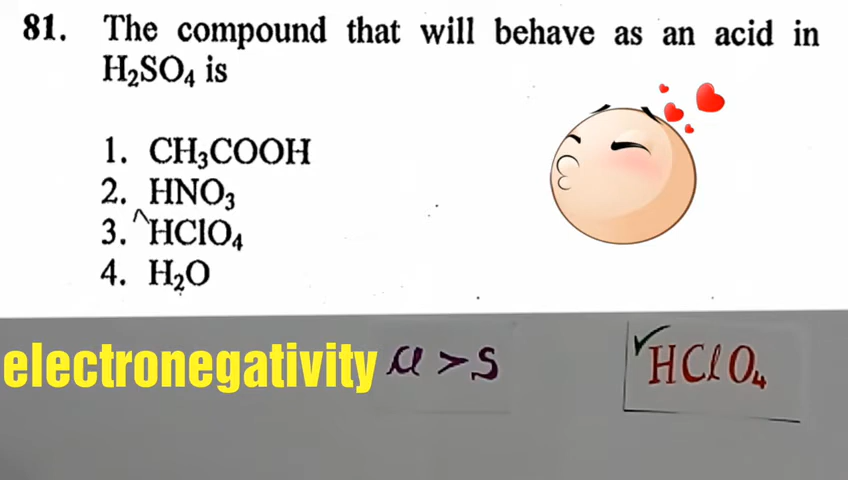 81. The compound that will behave as an acid in
H₂SO₄ is
1. CH₃COOH
2. HNO₃
3. HClO₄
4. H₂O
electronegativity Cl > S
HClO₄